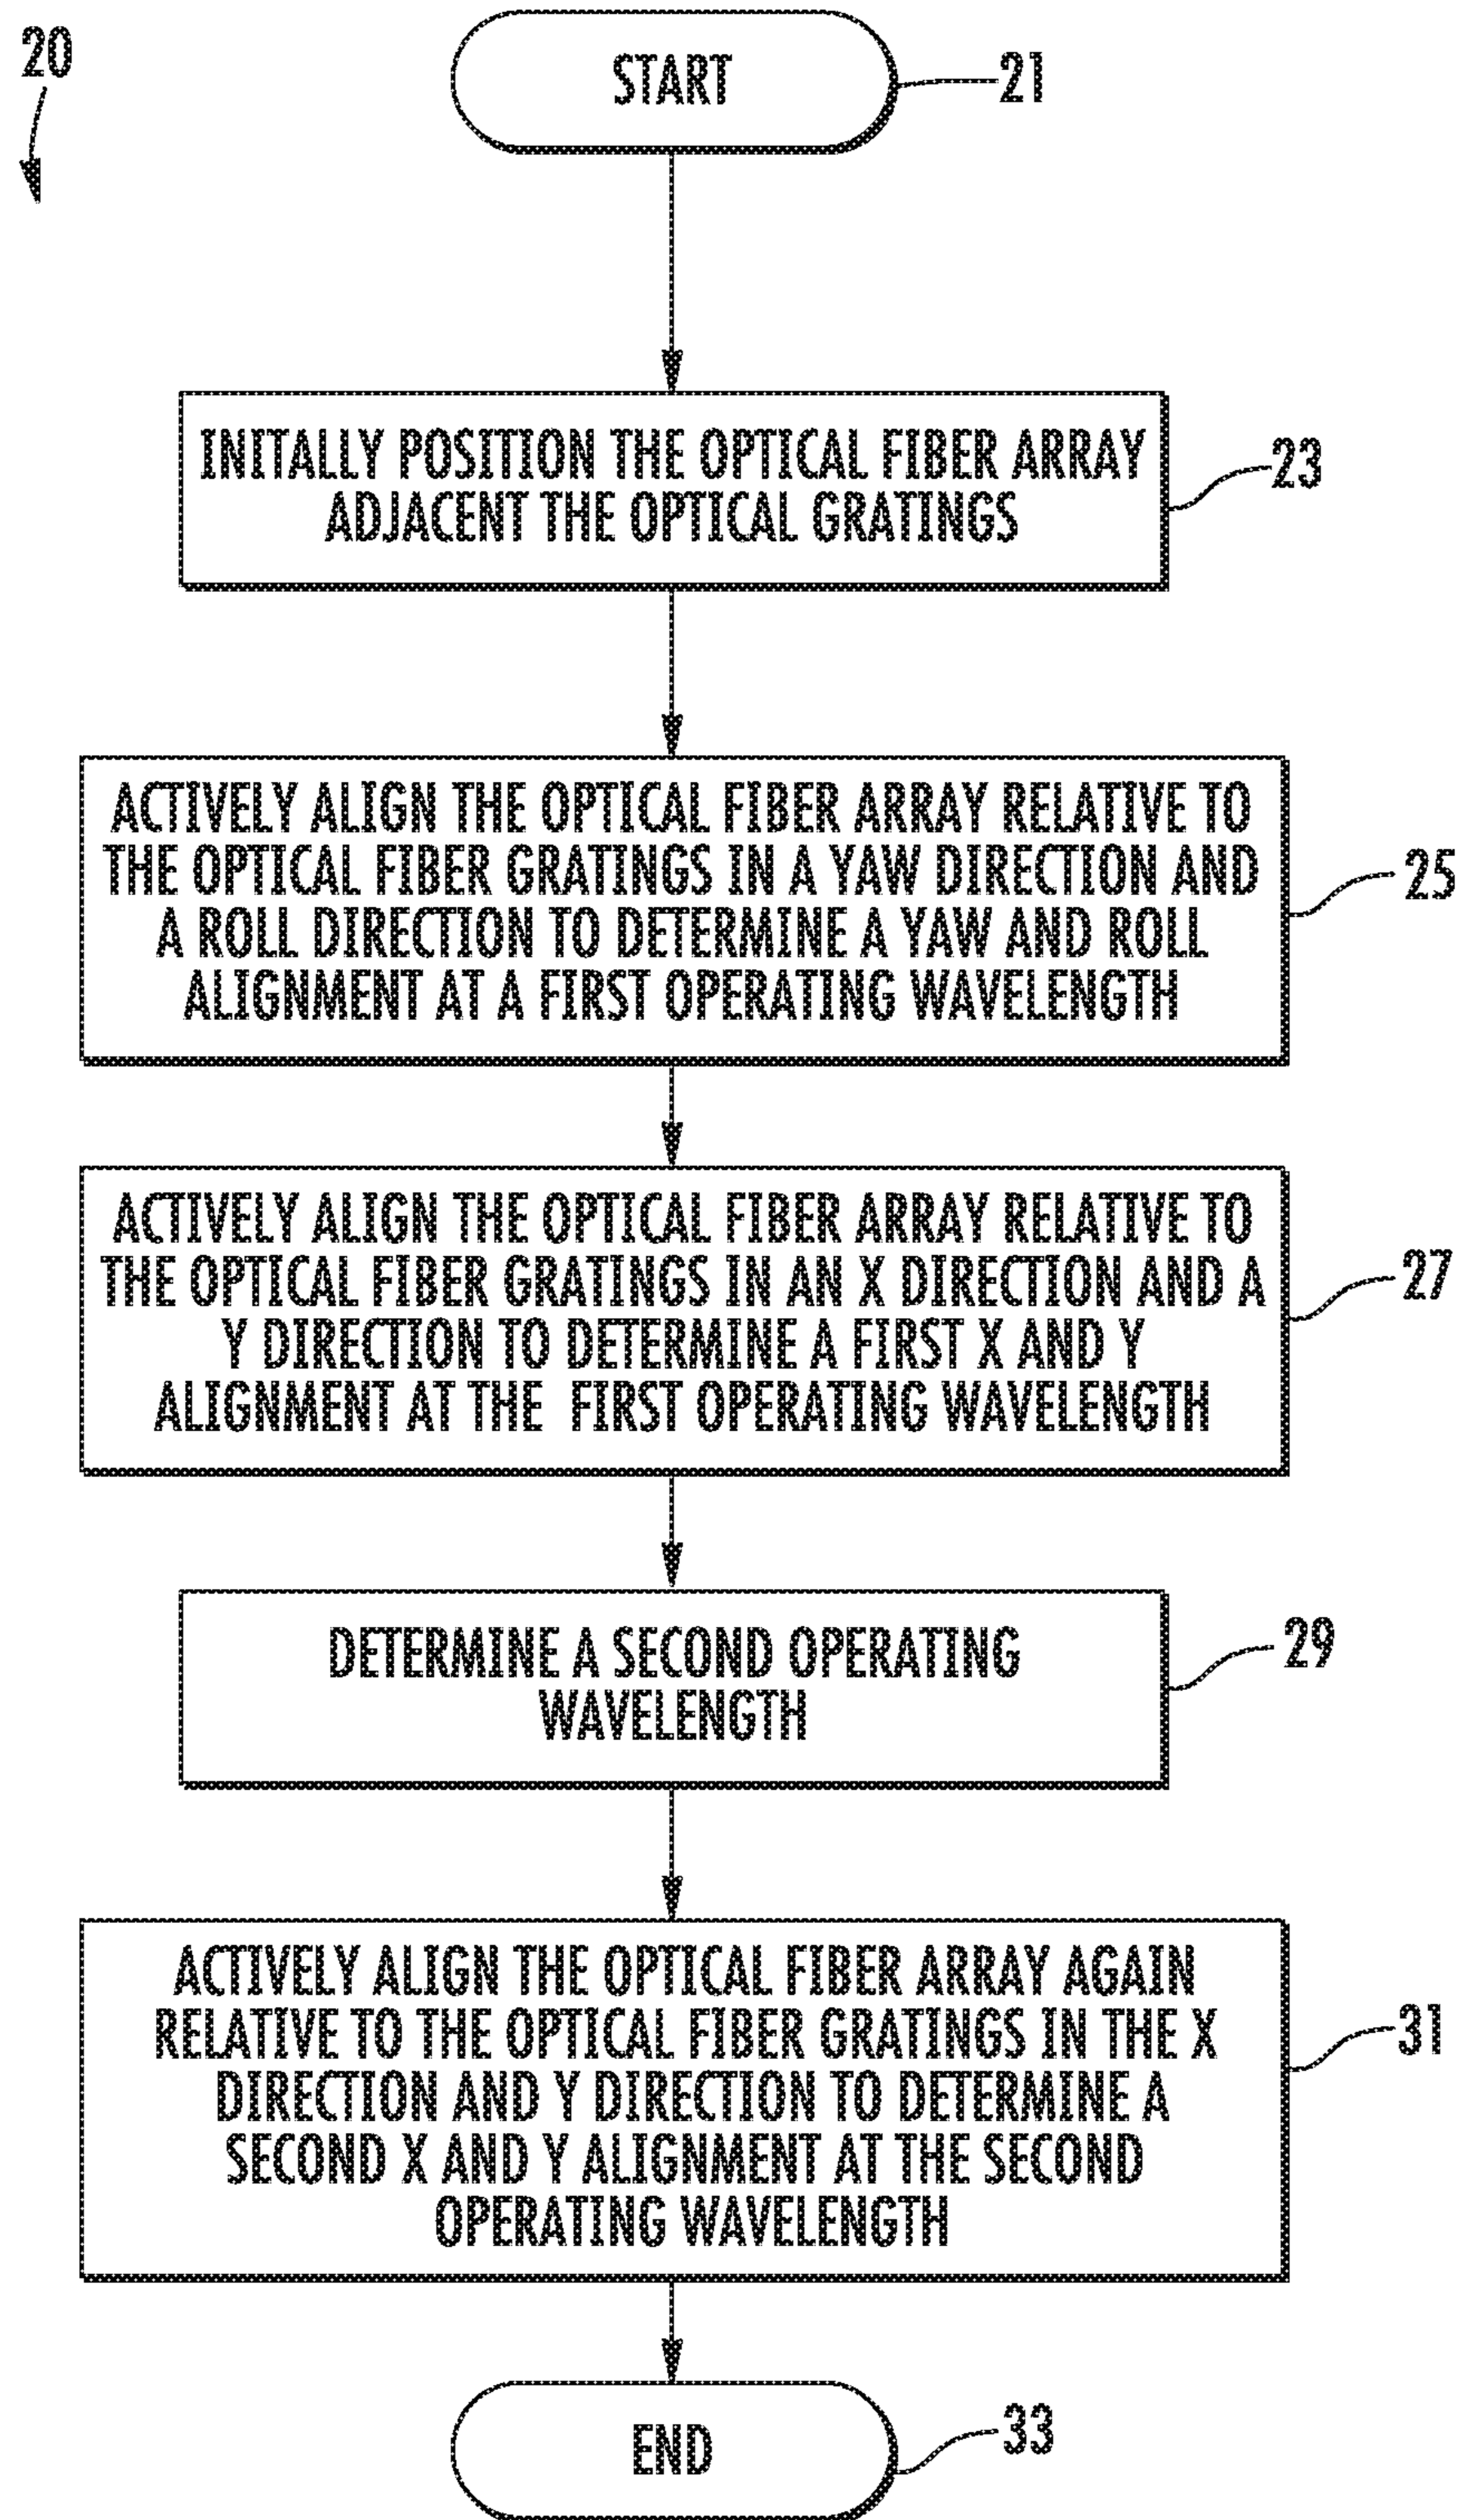 20
START
21
INITALLY POSITION THE OPTICAL FIBER ARRAY
ADJACENT THE OPTICAL GRATINGS
23
ACTIVELY ALIGN THE OPTICAL FIBER ARRAY RELATIVE TO
THE OPTICAL FIBER GRATINGS IN A YAW DIRECTION AND
A ROLL DIRECTION TO DETERMINE A YAW AND ROLL
ALIGNMENT AT A FIRST OPERATING WAVELENGTH
25
ACTIVELY ALIGN THE OPTICAL FIBER ARRAY RELATIVE TO
THE OPTICAL FIBER GRATINGS IN AN X DIRECTION AND A
Y DIRECTION TO DETERMINE A FIRST X AND Y
ALIGNMENT AT THE FIRST OPERATING WAVELENGTH
27
DETERMINE A SECOND OPERATING
WAVELENGTH
29
ACTIVELY ALIGN THE OPTICAL FIBER ARRAY AGAIN
RELATIVE TO THE OPTICAL FIBER GRATINGS IN THE X
DIRECTION AND Y DIRECTION TO DETERMINE A
SECOND X AND Y ALIGNMENT AT THE SECOND
OPERATING WAVELENGTH
31
END
33